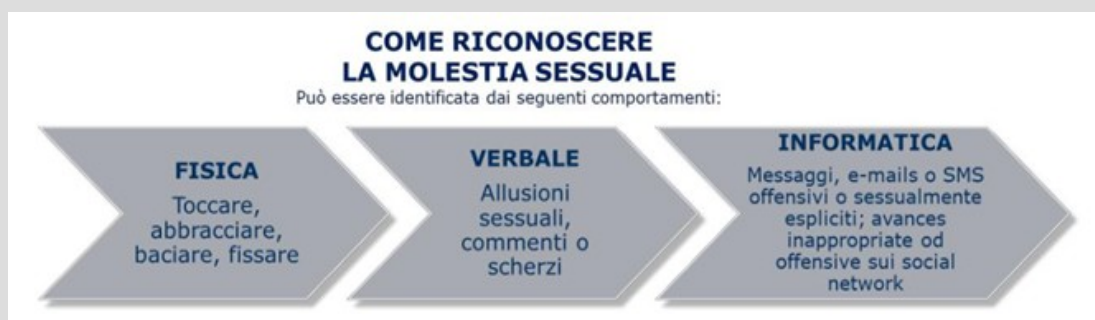 COME RICONOSCERE
LA MOLESTIA SESSUALE
Può essere identificata dai seguenti comportamenti:
FISICA
Toccare,
abbracciare,
baciare, fissare
VERBALE
Allusioni
sessuali,
commenti o
scherzi
INFORMATICA
Messaggi, e-mails o SMS
offensivi o sessualmente
espliciti; avances
inappropriate od
offensive sui social
network